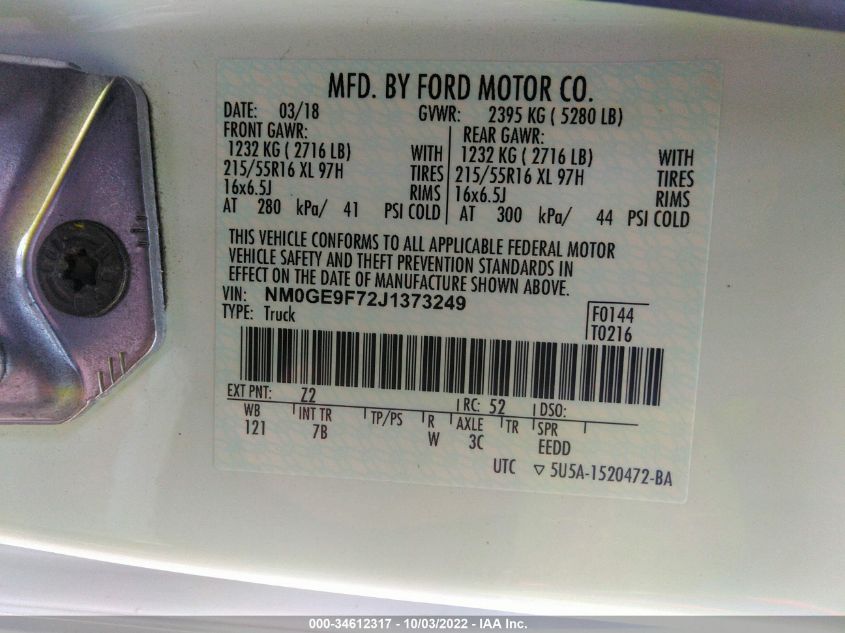 MFD. BY FORD MOTOR CO.
DATE: 03/18 GVWR: 2395 KG ( 5280 LB)
FRONT GAWR: REAR GAWR:
1232 KG ( 2716 LB) WITH 1232 KG ( 2716 LB) WITH
215/55R16 XL 97H TIRES 215/55R16 XL 97H TIRES
16x6.5J RIMS 16x6.5J RIMS
AT 280 kPa/ 41 PSI COLD AT 300 kPa/ 44 PSI COLD
THIS VEHICLE CONFORMS TO ALL APPLICABLE FEDERAL MOTOR
VEHICLE SAFETY AND THEFT PREVENTION STANDARDS IN
EFFECT ON THE DATE OF MANUFACTURE SHOWN ABOVE.
VIN: NM0GE9F72J1373249
TYPE: Truck F0144
T0216
EXT PNT: Z2 RC: 52 DSO:
WB INT TR TP/PS R AXLE TR SPR
121 7B W 3C EEDD
UTC ▽ 5U5A-1520472-BA
000-34612317 - 10/03/2022 - IAA Inc.